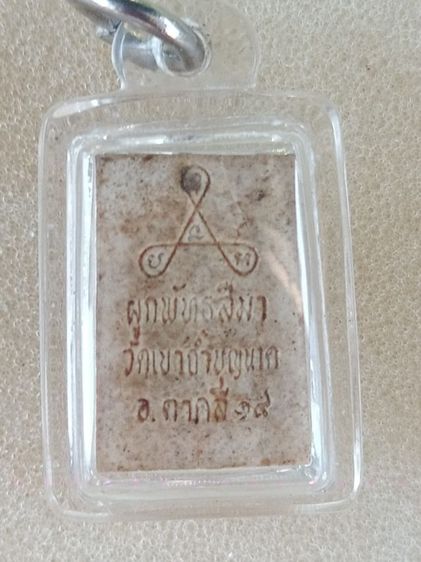 ผูกพัทธสีมา
วัดเขาถ้ำบุญนาค
อ. ตาคลี ๑๘